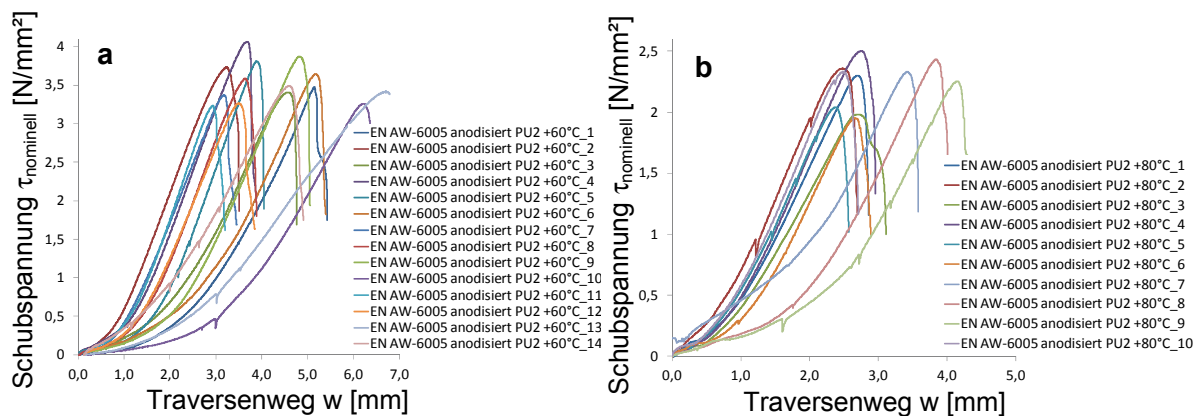 a
Schubspannung τnominell [N/mm²]
4
3,5
3
2,5
2
1,5
1
0,5
0
0,0 1,0 2,0 3,0 4,0 5,0 6,0 7,0
Traversenweg w [mm]
EN AW-6005 anodisiert PU2 +60°C_1
EN AW-6005 anodisiert PU2 +60°C_2
EN AW-6005 anodisiert PU2 +60°C_3
EN AW-6005 anodisiert PU2 +60°C_4
EN AW-6005 anodisiert PU2 +60°C_5
EN AW-6005 anodisiert PU2 +60°C_6
EN AW-6005 anodisiert PU2 +60°C_7
EN AW-6005 anodisiert PU2 +60°C_8
EN AW-6005 anodisiert PU2 +60°C_9
EN AW-6005 anodisiert PU2 +60°C_10
EN AW-6005 anodisiert PU2 +60°C_11
EN AW-6005 anodisiert PU2 +60°C_12
EN AW-6005 anodisiert PU2 +60°C_13
EN AW-6005 anodisiert PU2 +60°C_14
b
Schubspannung τnominell [N/mm²]
2,5
2
1,5
1
0,5
0
0,0 1,0 2,0 3,0 4,0 5,0
Traversenweg w [mm]
EN AW-6005 anodisiert PU2 +80°C_1
EN AW-6005 anodisiert PU2 +80°C_2
EN AW-6005 anodisiert PU2 +80°C_3
EN AW-6005 anodisiert PU2 +80°C_4
EN AW-6005 anodisiert PU2 +80°C_5
EN AW-6005 anodisiert PU2 +80°C_6
EN AW-6005 anodisiert PU2 +80°C_7
EN AW-6005 anodisiert PU2 +80°C_8
EN AW-6005 anodisiert PU2 +80°C_9
EN AW-6005 anodisiert PU2 +80°C_10